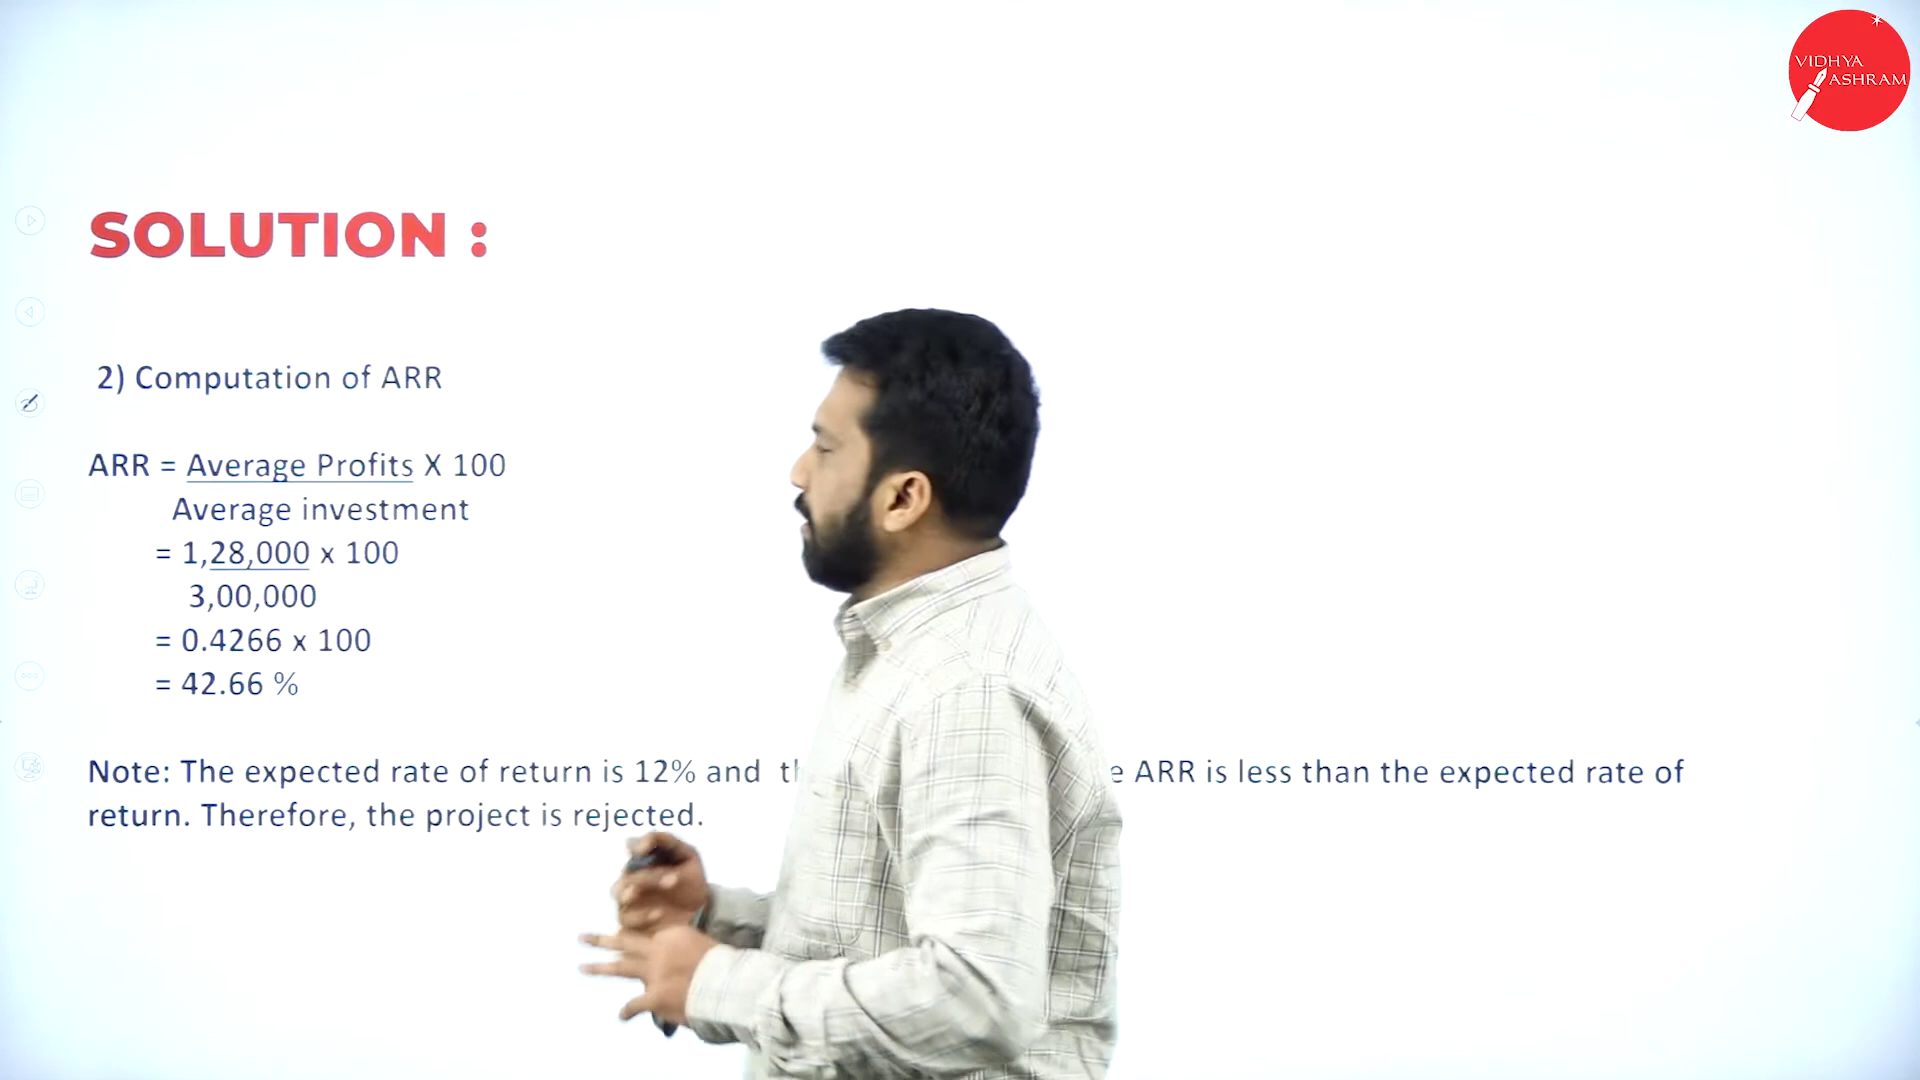 VIDHYA
ASHRAM
SOLUTION :
2) Computation of ARR
ARR = Average Profits X 100
Average investment
= 1,28,000 x 100
3,00,000
= 0.4266 x 100
= 42.66 %
Note: The expected rate of return is 12% and ARR is less than the expected rate of
return. Therefore, the project is rejected.